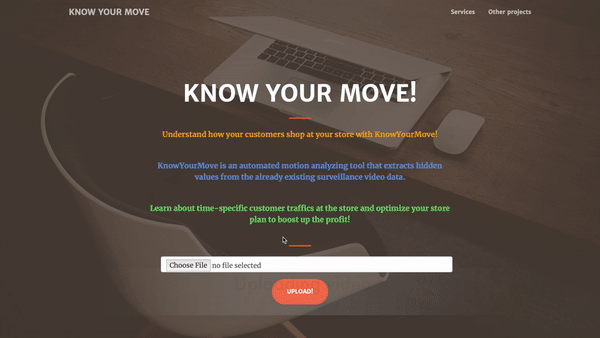 KNOW YOUR MOVE
Services Other projects
KNOW YOUR MOVE!
Understand how your customers shop at your store with KnowYourMove!
KnowYourMove is an automated motion analyzing tool that extracts hidden
values from the already existing surveillance video data.
Learn about time-specific customer traffics at the store and optimize your store
plan to boost up the profit!
Choose File no file selected
UPLOAD!